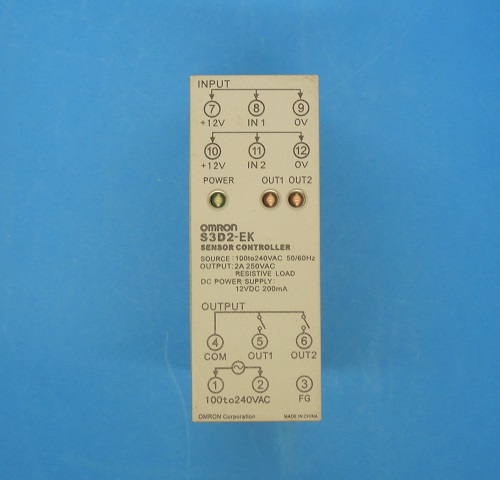 INPUT
7 8 9
+12V IN 1 0V
10 11 12
+12V IN 2 0V
POWER OUT1 OUT2
OMRON
S3D2-EK
SENSOR CONTROLLER
SOURCE : 100to240VAC 50/60Hz
OUTPUT: 2A 250VAC
RESISTIVE LOAD
DC POWER SUPPLY:
12VDC 200mA
OUTPUT
4 5 6
COM OUT1 OUT2
1 2 3
100to240VAC FG
OMRON Corporation MADE IN CHINA